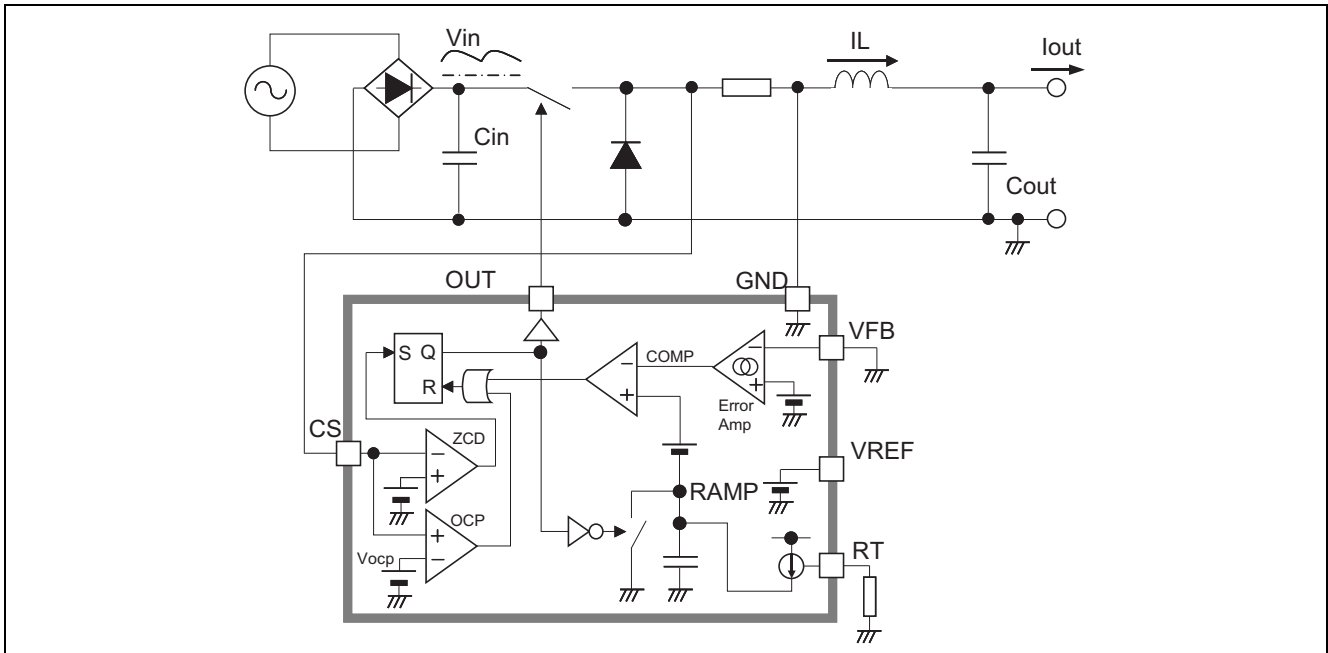 Vin
IL
Iout
Cin
Cout
OUT
GND
VFB
S Q
R
COMP
−
+
−
+
Error
Amp
CS
ZCD
−
+
VREF
RAMP
OCP
+
−
Vocp
RT